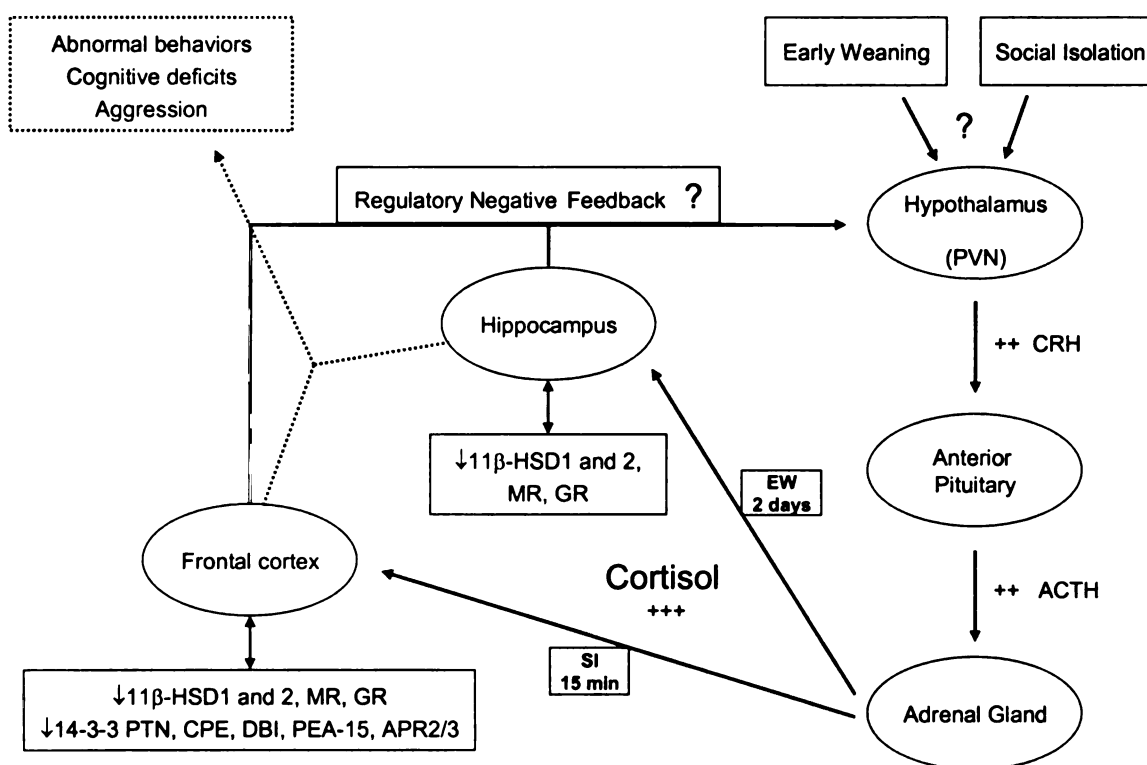 Abnormal behaviors
Cognitive deficits
Aggression
Early Weaning
Social Isolation
?
Regulatory Negative Feedback ?
Hypothalamus
(PVN)
Hippocampus
++ CRH
↓11β-HSD1 and 2,
MR, GR
Anterior
Pituitary
EW
2 days
Frontal cortex
Cortisol
+++
++ ACTH
SI
15 min
↓11β-HSD1 and 2, MR, GR
↓14-3-3 PTN, CPE, DBI, PEA-15, APR2/3
Adrenal Gland